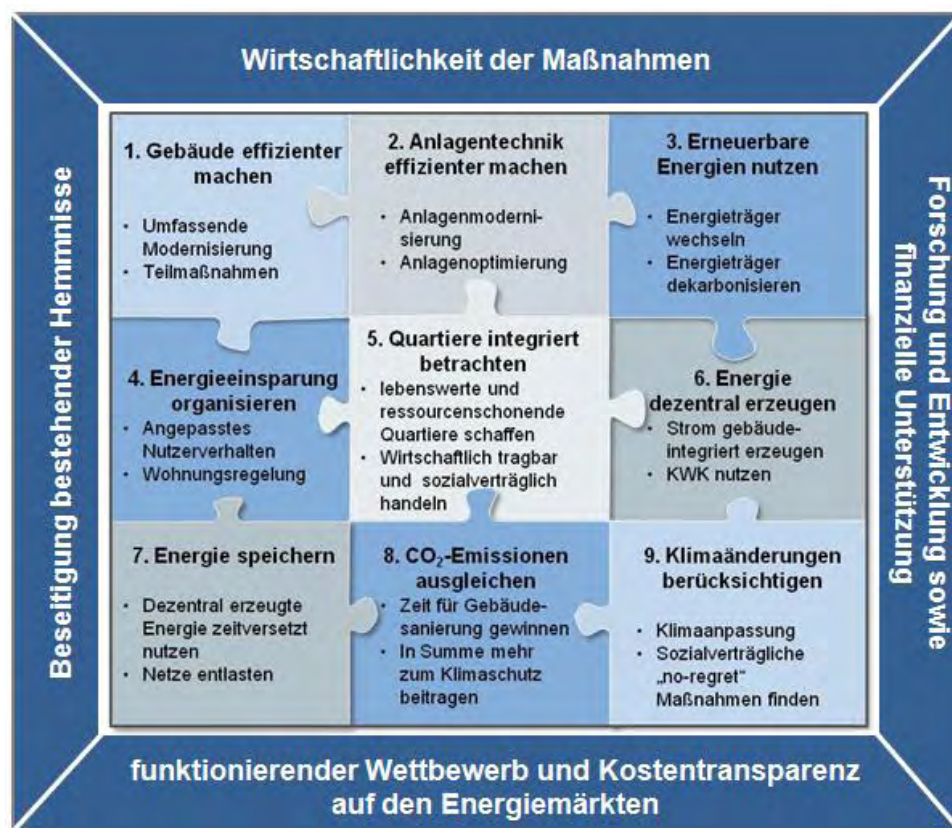 Wirtschaftlichkeit der Maßnahmen
Beseitigung bestehender Hemmnisse
1. Gebäude effizienter
machen
• Umfassende
Modernisierung
• Teilmaßnahmen
2. Anlagentechnik
effizienter machen
• Anlagenmoderni-
sierung
• Anlagenoptimierung
3. Erneuerbare
Energien nutzen
• Energieträger
wechseln
• Energieträger
dekarbonisieren
4. Energieeinsparung
organisieren
• Angepasstes
Nutzerverhalten
• Wohnungsregelung
5. Quartiere integriert
betrachten
• lebenswerte und
ressourcenschonende
Quartiere schaffen
• Wirtschaftlich tragbar
und sozialverträglich
handeln
6. Energie
dezentral erzeugen
• Strom gebäude-
integriert erzeugen
• KWK nutzen
7. Energie speichern
• Dezentral erzeugte
Energie zeitversetzt
nutzen
• Netze entlasten
8. CO₂-Emissionen
ausgleichen
• Zeit für Gebäude-
sanierung gewinnen
• In Summe mehr
zum Klimaschutz
beitragen
9. Klimaänderungen
berücksichtigen
• Klimaanpassung
• Sozialverträgliche
„no-regret“
Maßnahmen finden
Forschung und Entwicklung sowie
finanzielle Unterstützung
funktionierender Wettbewerb und Kostentransparenz
auf den Energiemärkten